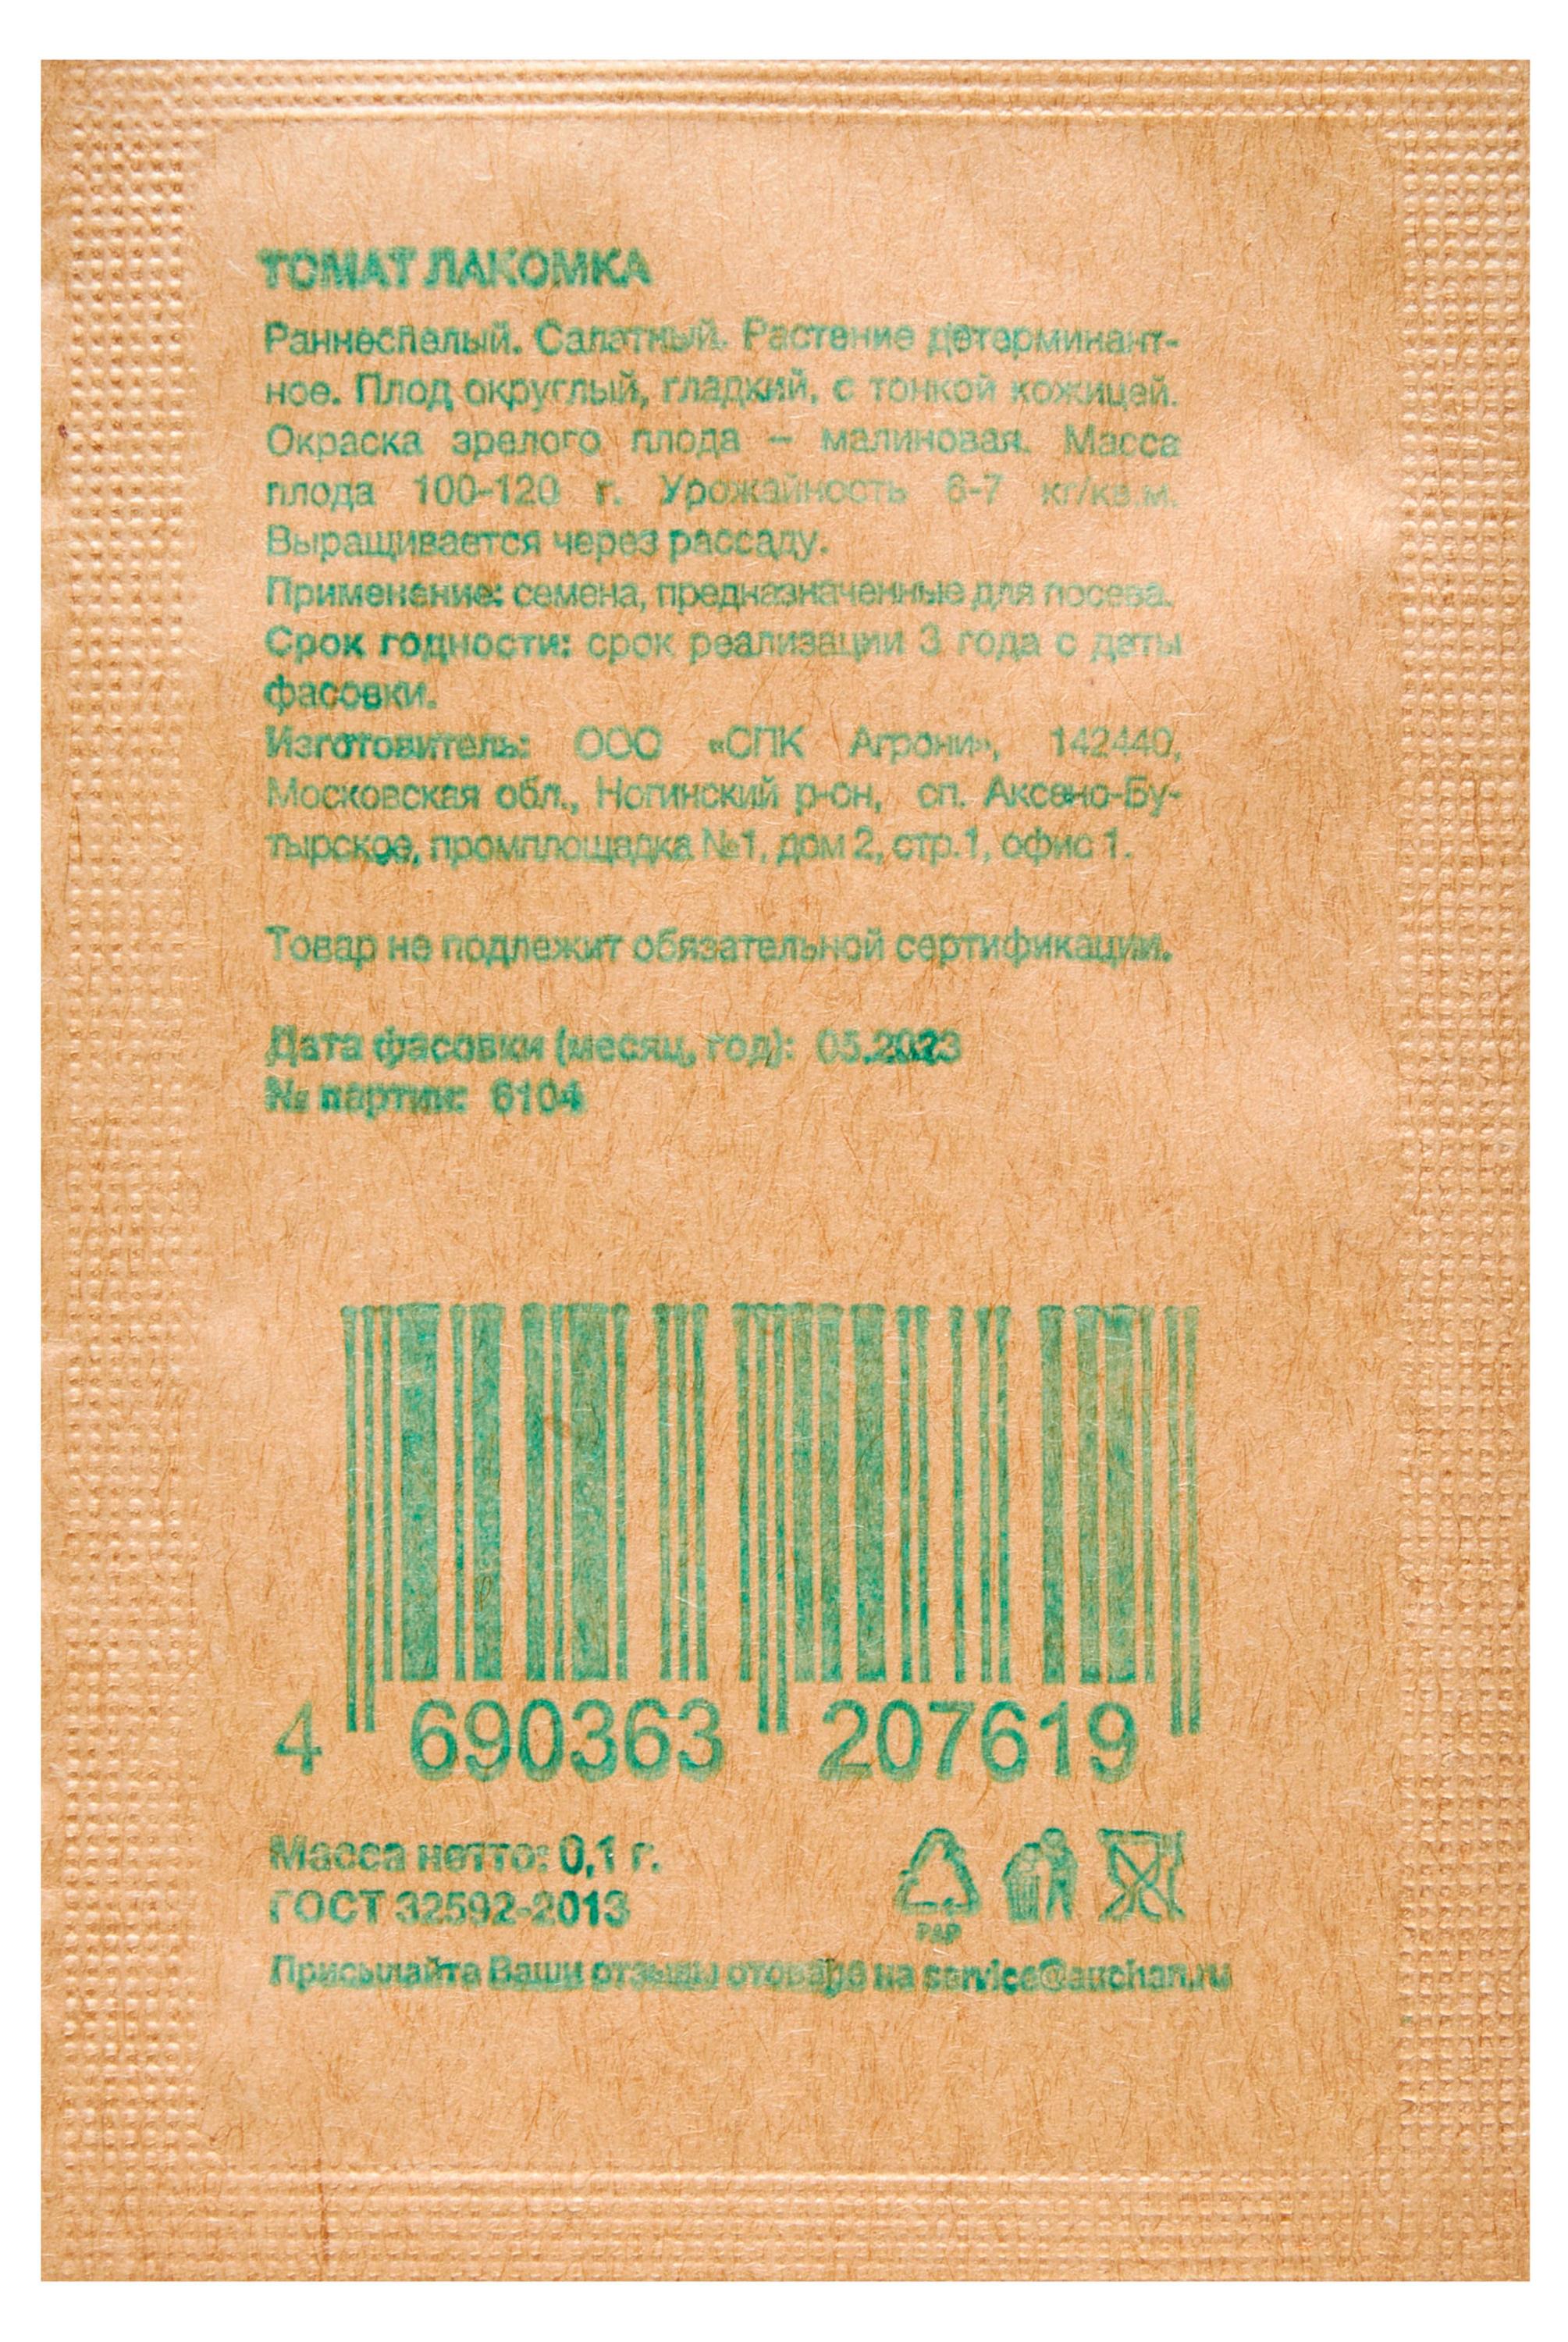 ТОМАТ ЛАКОМКА
Раннеспелый. Салатный. Растение детерминант-
ное. Плод округлый, гладкий, с тонкой кожицей.
Окраска зрелого плода – малиновая. Масса
плода 100-120 г. Урожайность 6-7 кг/кв.м.
Выращивается через рассаду.
Применение: семена, предназначенные для посева.
Срок годности: срок реализации 3 года с даты
фасовки.
Изготовитель: ООО «СПК Агрони», 142440,
Московская обл., Ногинский р-он, сп. Аксено-Бу-
тырское, промплощадка №1, дом 2, стр.1, офис 1.
Товар не подлежит обязательной сертификации.
Дата фасовки (месяц, год): 05.2023
№ партии: 6104
4 690363 207619
Масса нетто: 0,1 г.
ГОСТ 32592-2013
PAP
Присылайте Ваши отзывы отоваре на service@auchan.ru